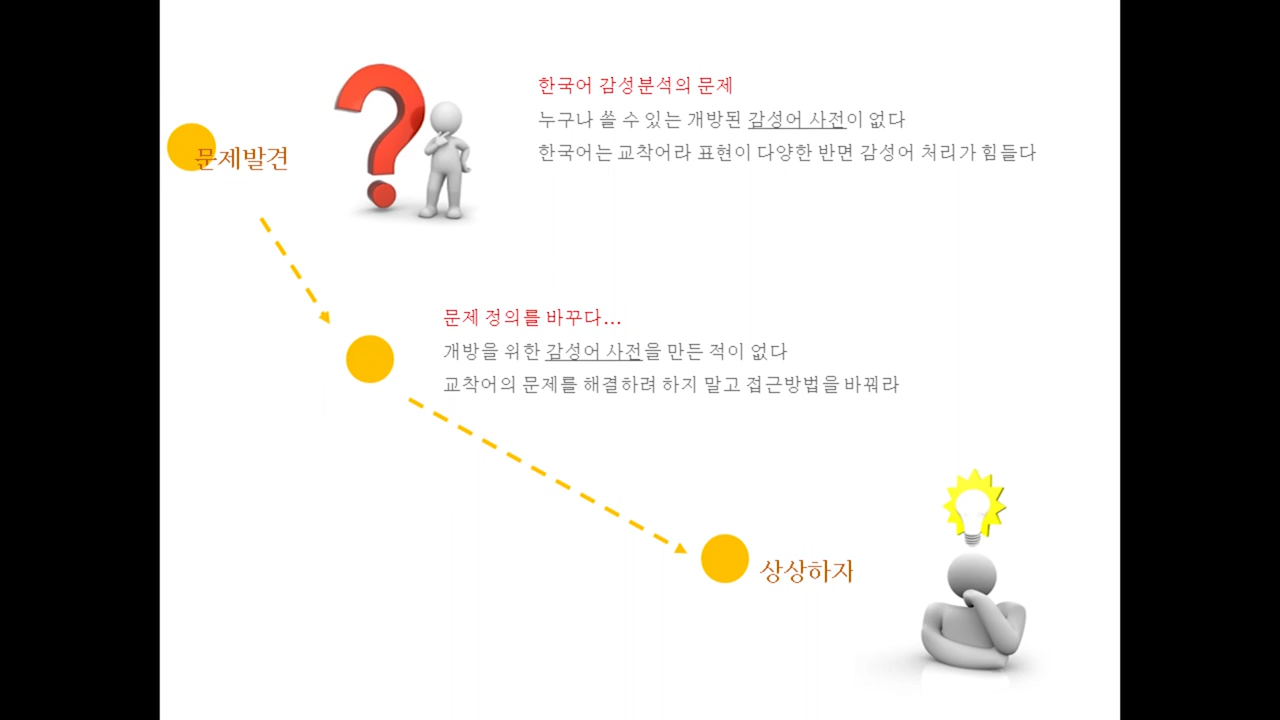 한국어 감성분석의 문제
누구나 쓸 수 있는 개방된 감성어 사전이 없다
한국어는 교착어라 표현이 다양한 반면 감성어 처리가 힘들다
문제발견
문제 정의를 바꾸다...
개방을 위한 감성어 사전을 만든 적이 없다
교착어의 문제를 해결하려 하지 말고 접근방법을 바꿔라
상상하자